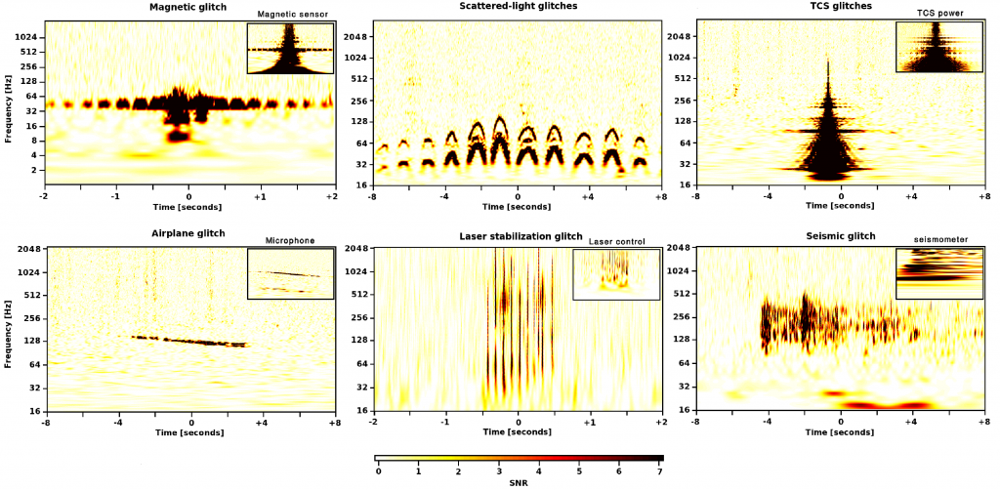 Magnetic glitch
Magnetic sensor
Frequency [Hz]
1024
512
256
128
64
32
16
8
4
2
-2 -1 0 +1 +2
Time [seconds]
Scattered-light glitches
2048
1024
512
256
128
64
32
16
-8 -4 0 +4 +8
Time [seconds]
TCS glitches
TCS power
2048
1024
512
256
128
64
32
16
-8 -4 0 +4 +8
Time [seconds]
Airplane glitch
Microphone
Frequency [Hz]
2048
1024
512
256
128
64
32
16
-8 -4 0 +4 +8
Time [seconds]
Laser stabilization glitch
Laser control
2048
1024
512
256
128
64
32
16
-2 -1 0 +1 +2
Time [seconds]
Seismic glitch
seismometer
2048
1024
512
256
128
64
32
16
-8 -4 0 +4 +8
Time [seconds]
0 1 2 3 4 5 6 7
SNR